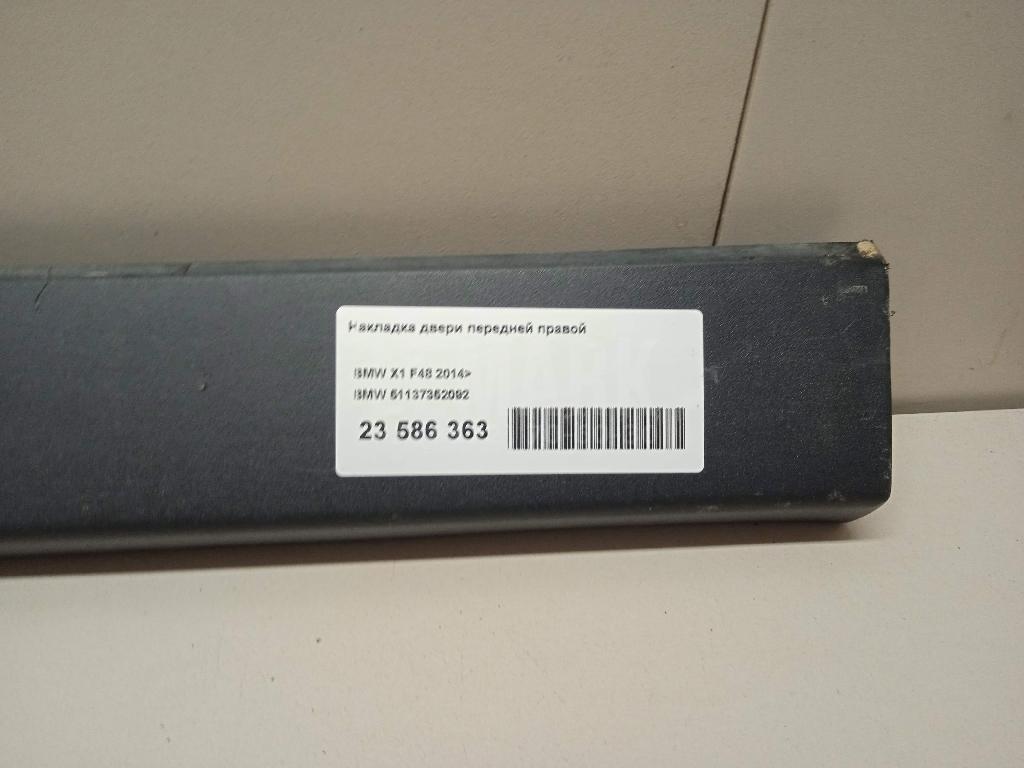 Накладка двери передней правой
BMW X1 F48 2014>
BMW 51137352092
23 586 363